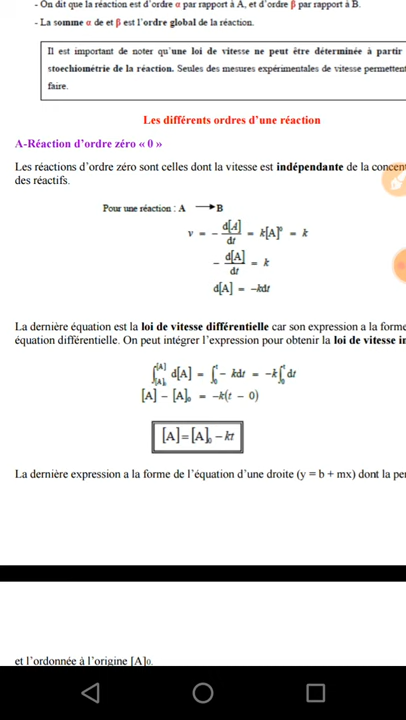 - On dit que la réaction est d'ordre α par rapport à A, et d'ordre β par rapport à B.
- La somme α de et β est l'ordre global de la réaction.
Il est important de noter qu'une loi de vitesse ne peut être déterminée à partir
stoechiométrie de la réaction. Seules des mesures expérimentales de vitesse permettent
faire.
Les différents ordres d'une réaction
A-Réaction d'ordre zéro « 0 »
Les réactions d'ordre zéro sont celles dont la vitesse est indépendante de la concen
des réactifs.
Pour une réaction : A → B
v = - d[A]/dt = k[A]⁰ = k
- d[A]/dt = k
d[A] = -kdt
La dernière équation est la loi de vitesse différentielle car son expression a la forme
équation différentielle. On peut intégrer l'expression pour obtenir la loi de vitesse in
∫[A]₀[A] d[A] = ∫₀ᵗ - kdt = -k∫₀ᵗ dt
[A] - [A]₀ = -k(t - 0)
[A] = [A]₀ - kt
La dernière expression a la forme de l'équation d'une droite (y = b + mx) dont la pe
et l'ordonnée à l'origine [A]₀.